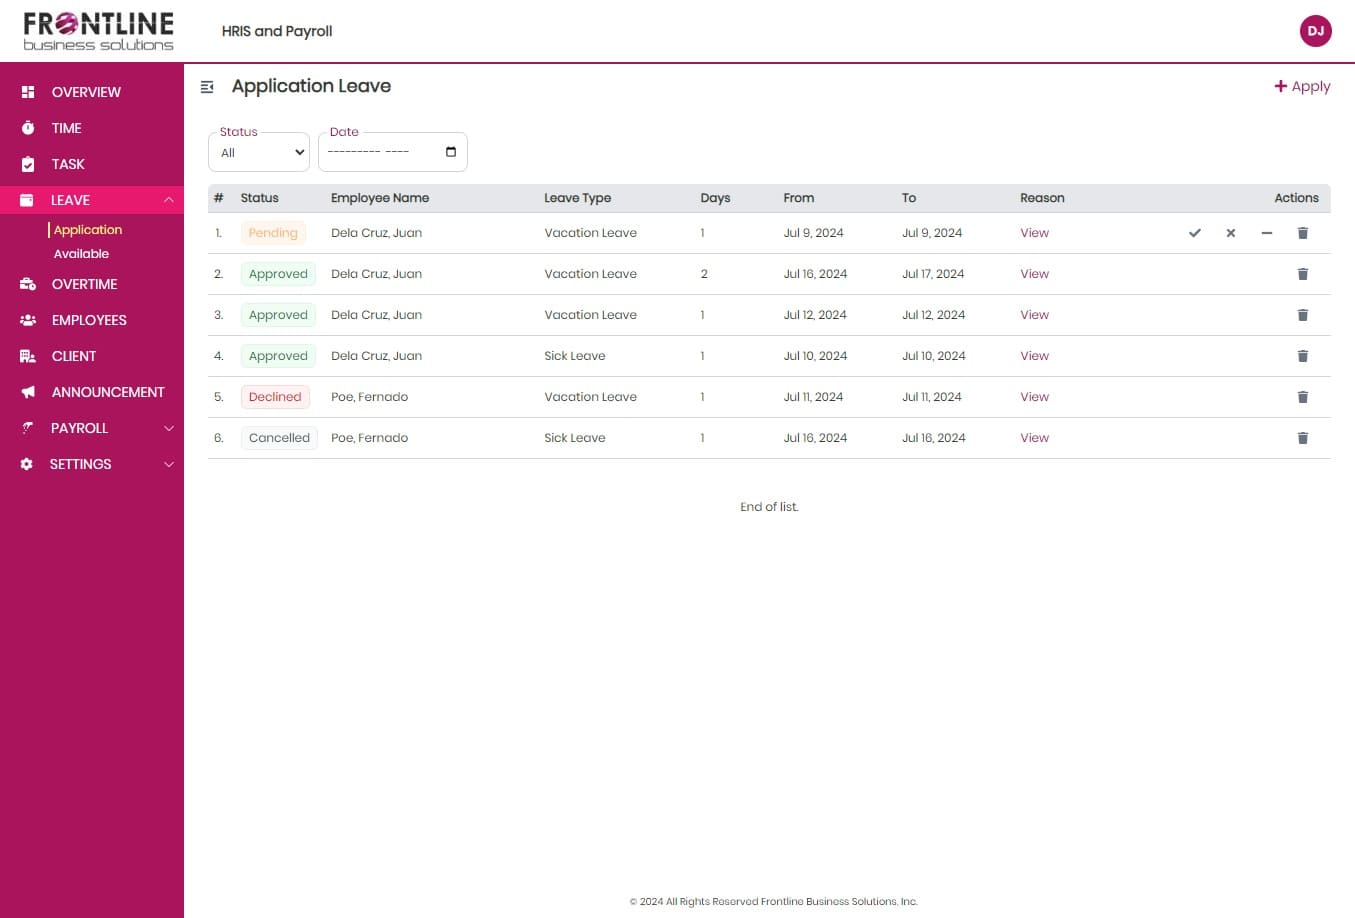 FRONTLINE
business solutions
HRIS and Payroll
DJ
OVERVIEW
TIME
TASK
LEAVE
Application
Available
OVERTIME
EMPLOYEES
CLIENT
ANNOUNCEMENT
PAYROLL
SETTINGS
Application Leave
Apply
Status
All
Date
--------- ----
# Status Employee Name Leave Type Days From To Reason Actions
1. Pending Dela Cruz, Juan Vacation Leave 1 Jul 9, 2024 Jul 9, 2024 View
2. Approved Dela Cruz, Juan Vacation Leave 2 Jul 16, 2024 Jul 17, 2024 View
3. Approved Dela Cruz, Juan Vacation Leave 1 Jul 12, 2024 Jul 12, 2024 View
4. Approved Dela Cruz, Juan Sick Leave 1 Jul 10, 2024 Jul 10, 2024 View
5. Declined Poe, Fernado Vacation Leave 1 Jul 11, 2024 Jul 11, 2024 View
6. Cancelled Poe, Fernado Sick Leave 1 Jul 16, 2024 Jul 16, 2024 View
End of list.
© 2024 All Rights Reserved Frontline Business Solutions, Inc.